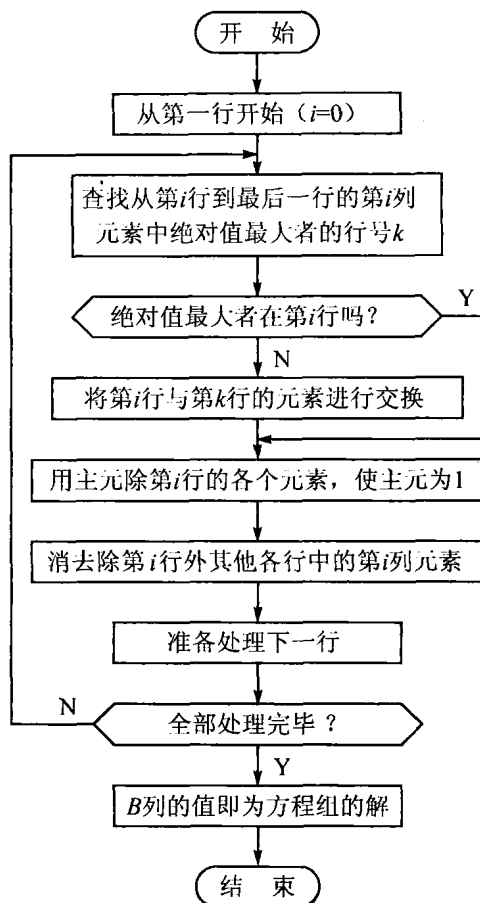 开 始
从第一行开始（i=0）
查找从第i行到最后一行的第i列
元素中绝对值最大者的行号k
绝对值最大者在第i行吗？
Y
N
将第i行与第k行的元素进行交换
用主元除第i行的各个元素，使主元为1
消去除第i行外其他各行中的第i列元素
准备处理下一行
N
全部处理完毕？
Y
B列的值即为方程组的解
结 束